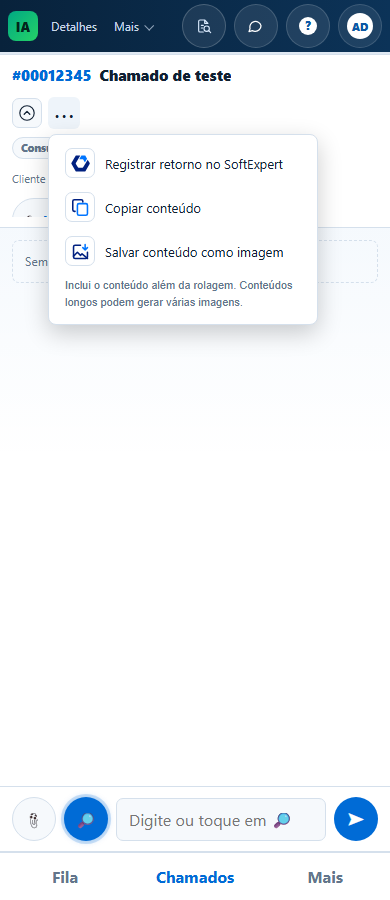 IA Detalhes Mais ? AD
#00012345 Chamado de teste
...
Registrar retorno no SoftExpert
Cliente
Copiar conteúdo
Sem
Salvar conteúdo como imagem
Inclui o conteúdo além da rolagem. Conteúdos
longos podem gerar várias imagens.
Digite ou toque em 🔎
Fila Chamados Mais